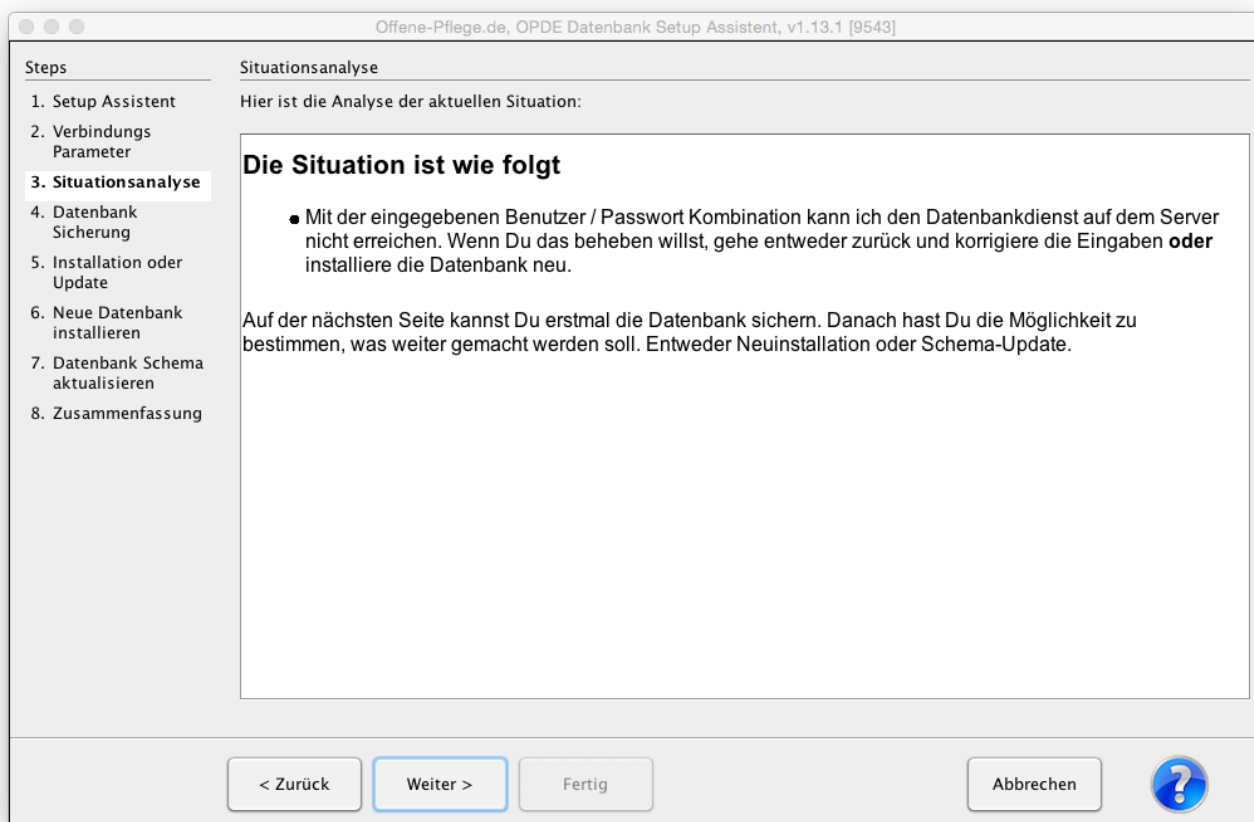 Offene-Pflege.de, OPDE Datenbank Setup Assistent, v1.13.1 [9543]
Steps
1. Setup Assistent
2. Verbindungs
Parameter
3. Situationsanalyse
4. Datenbank
Sicherung
5. Installation oder
Update
6. Neue Datenbank
installieren
7. Datenbank Schema
aktualisieren
8. Zusammenfassung
Situationsanalyse
Hier ist die Analyse der aktuellen Situation:
Die Situation ist wie folgt
• Mit der eingegebenen Benutzer / Passwort Kombination kann ich den Datenbankdienst auf dem Server
nicht erreichen. Wenn Du das beheben willst, gehe entweder zurück und korrigiere die Eingaben oder
installiere die Datenbank neu.
Auf der nächsten Seite kannst Du erstmal die Datenbank sichern. Danach hast Du die Möglichkeit zu
bestimmen, was weiter gemacht werden soll. Entweder Neuinstallation oder Schema-Update.
< Zurück
Weiter >
Fertig
Abbrechen
?